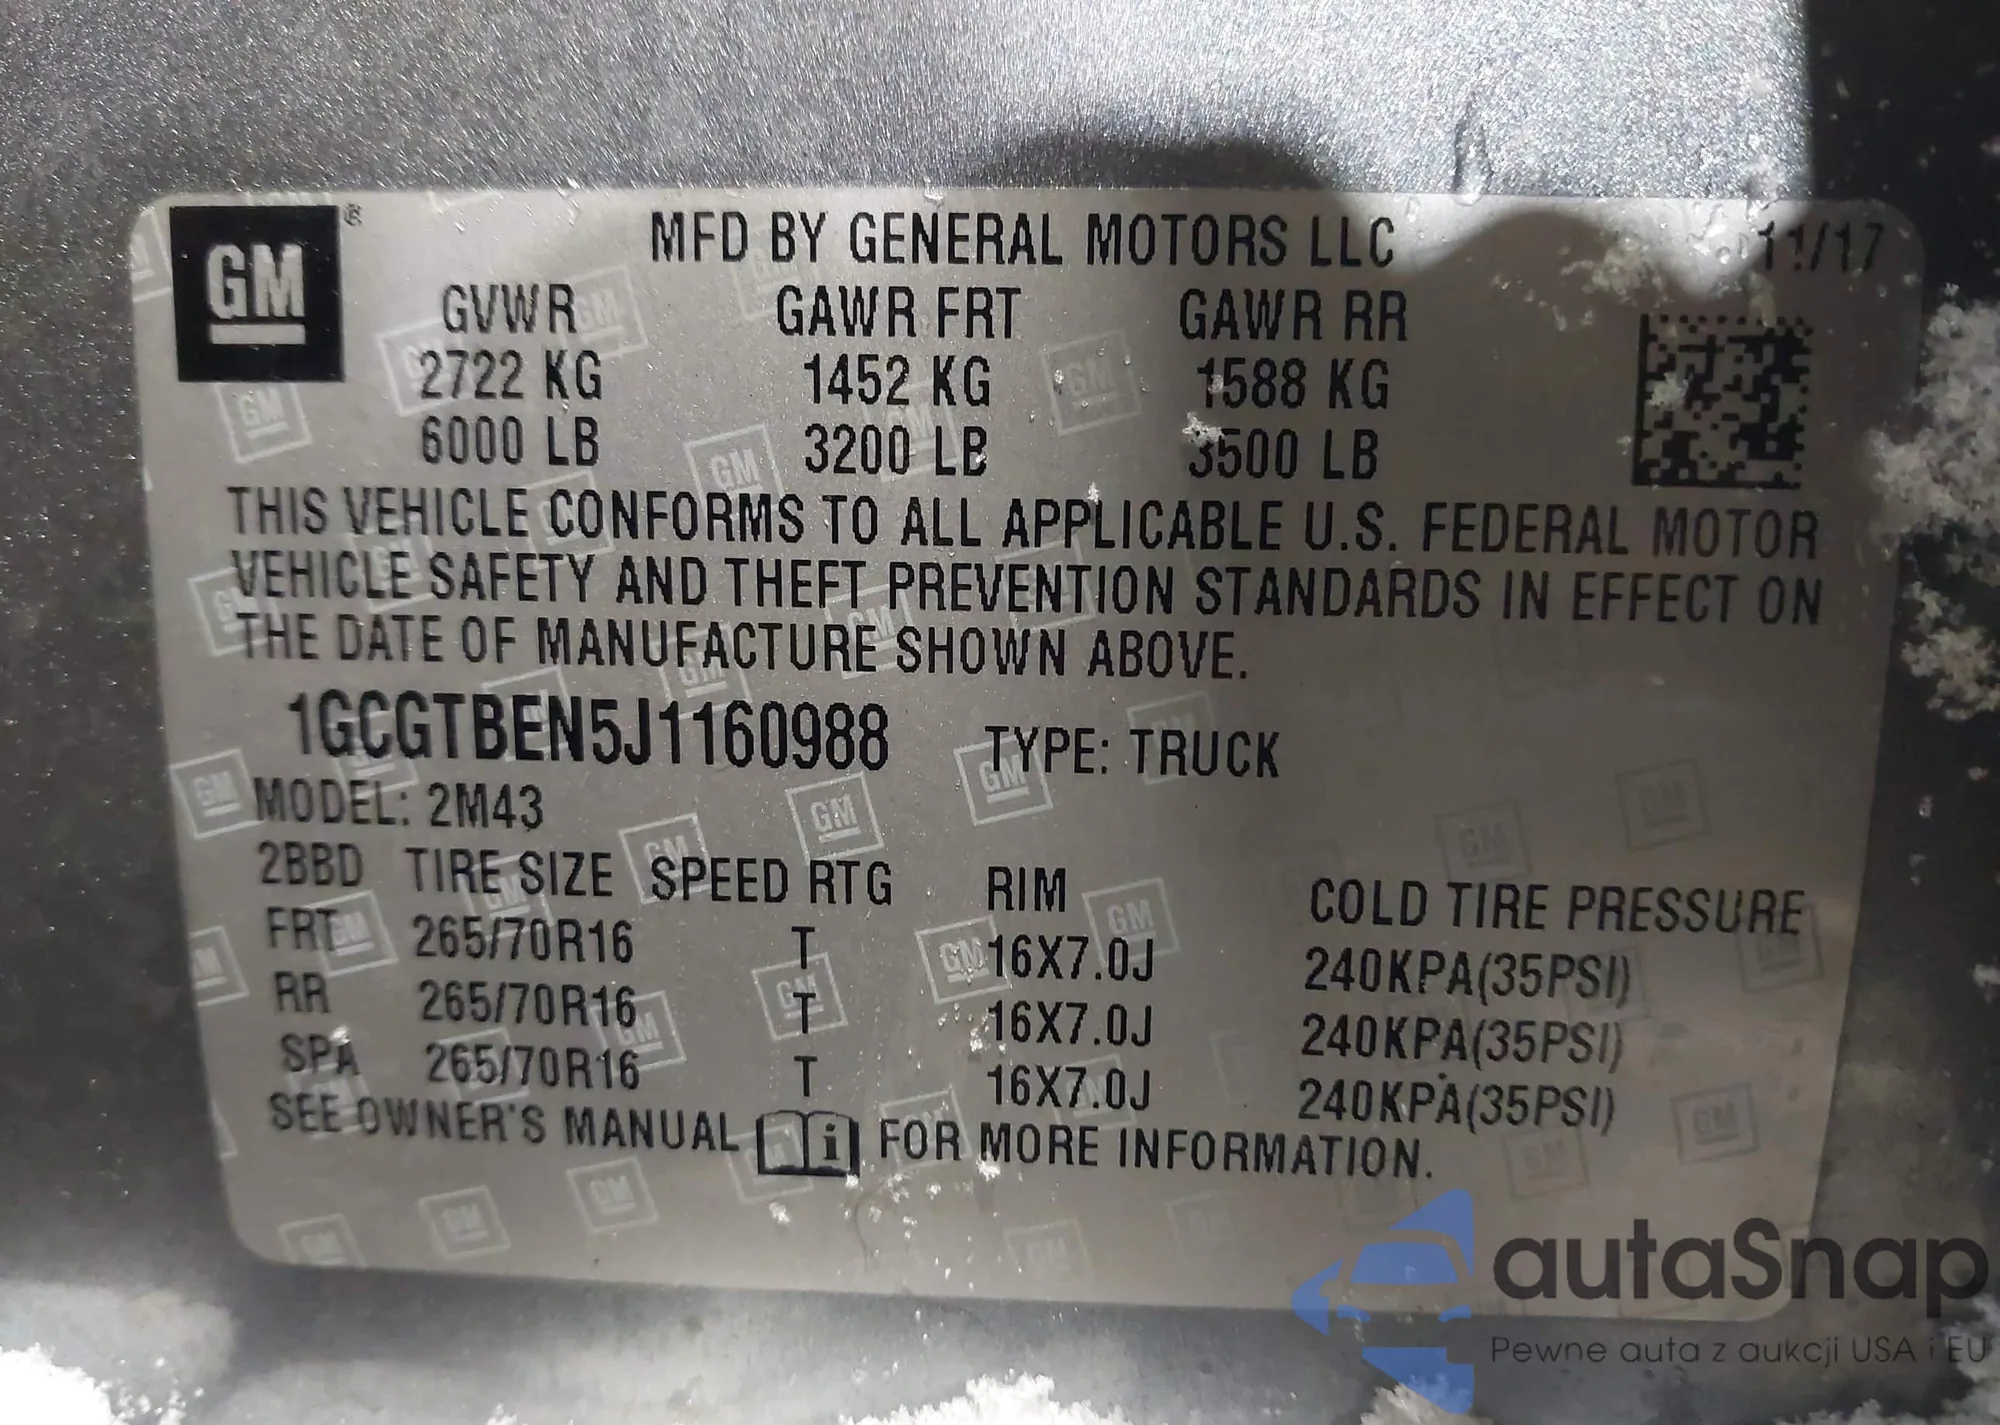 GM ®
MFD BY GENERAL MOTORS LLC 11/17
GVWR GAWR FRT GAWR RR
2722 KG 1452 KG 1588 KG
6000 LB 3200 LB 3500 LB
THIS VEHICLE CONFORMS TO ALL APPLICABLE U.S. FEDERAL MOTOR
VEHICLE SAFETY AND THEFT PREVENTION STANDARDS IN EFFECT ON
THE DATE OF MANUFACTURE SHOWN ABOVE.
1GCGTBEN5J1160988 TYPE: TRUCK
MODEL: 2M43
2BBD TIRE SIZE SPEED RTG RIM COLD TIRE PRESSURE
FRT 265/70R16 T 16X7.0J 240KPA(35PSI)
RR 265/70R16 T 16X7.0J 240KPA(35PSI)
SPA 265/70R16 T 16X7.0J 240KPA(35PSI)
SEE OWNER'S MANUAL i FOR MORE INFORMATION.
autaSnap
Pewne auta z aukcji USA i EU